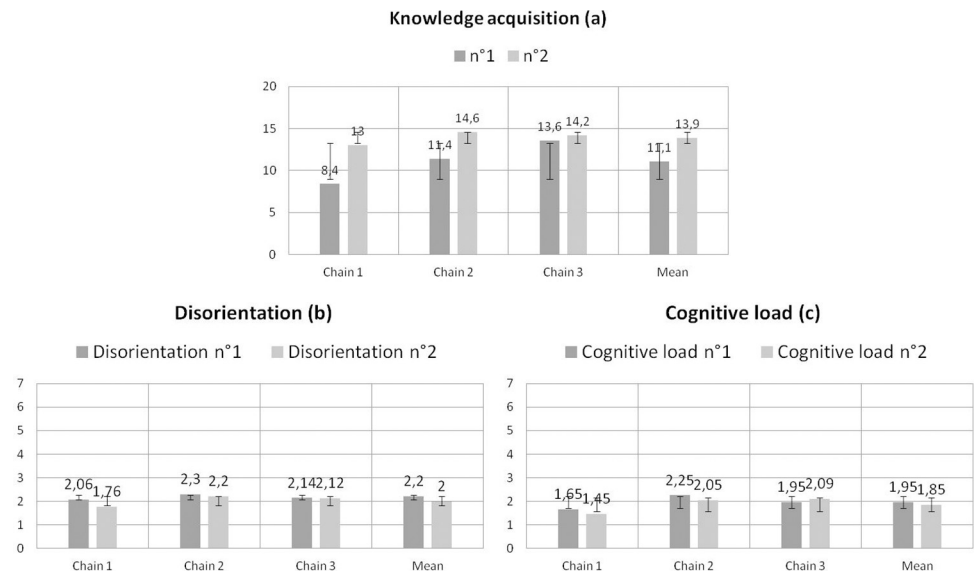 Knowledge acquisition (a)
n°1 n°2
20
15
10
5
0
8,4 13 11,4 14,6 13,6 14,2 11,1 13,9
Chain 1 Chain 2 Chain 3 Mean
Disorientation (b)
Disorientation n°1 Disorientation n°2
7
6
5
4
3
2
1
0
2,06 1,76 2,3 2,2 2,14 2,12 2,2 2
Chain 1 Chain 2 Chain 3 Mean
Cognitive load (c)
Cognitive load n°1 Cognitive load n°2
7
6
5
4
3
2
1
0
1,65 1,45 2,25 2,05 1,95 2,09 1,95 1,85
Chain 1 Chain 2 Chain 3 Mean